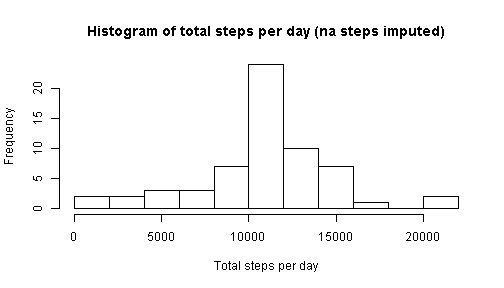 Histogram of total steps per day (na steps imputed)
Frequency
20
15
10
5
0
0 5000 10000 15000 20000
Total steps per day